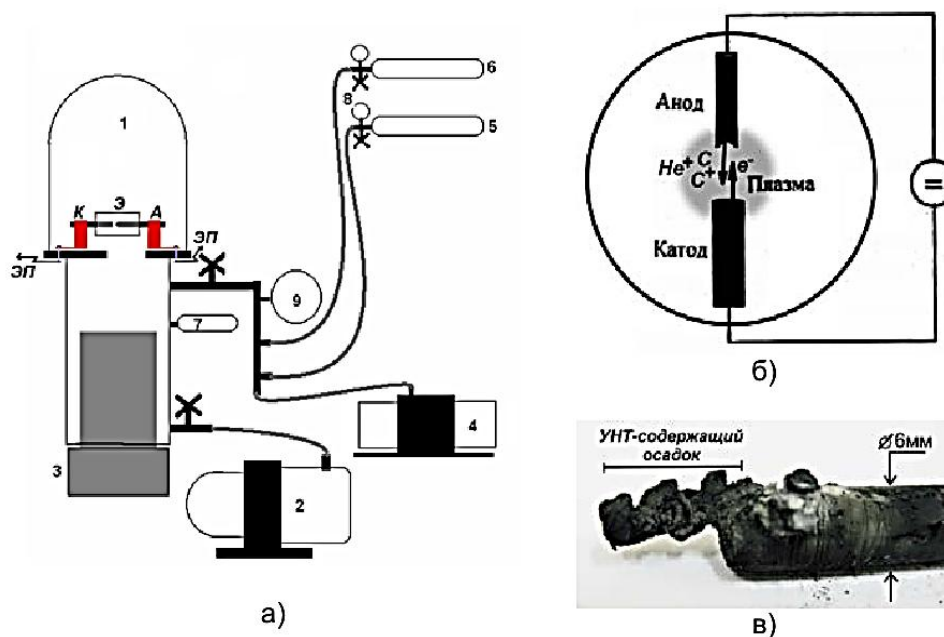 1
К
Э
А
ЭП
ЭП
6
8
5
9
7
4
3
2
а)
Анод
He⁺
C
C⁺
e⁻
Плазма
Катод
=
б)
УНТ-содержащий
осадок
Ø6мм
в)